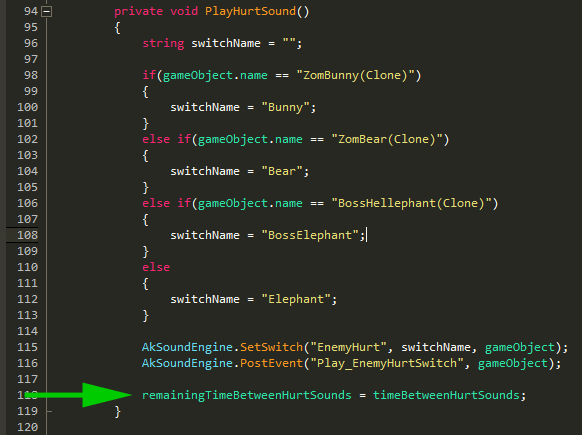 94 private void PlayHurtSound()
95 {
96 string switchName = "";
97
98 if(gameObject.name == "ZomBunny(Clone)")
99 {
100 switchName = "Bunny";
101 }
102 else if(gameObject.name == "ZomBear(Clone)")
103 {
104 switchName = "Bear";
105 }
106 else if(gameObject.name == "BossHellephant(Clone)")
107 {
108 switchName = "BossElephant";
109 }
110 else
111 {
112 switchName = "Elephant";
113 }
114
115 AkSoundEngine.SetSwitch("EnemyHurt", switchName, gameObject);
116 AkSoundEngine.PostEvent("Play_EnemyHurtSwitch", gameObject);
117
118 remainingTimeBetweenHurtSounds = timeBetweenHurtSounds;
119 }
120